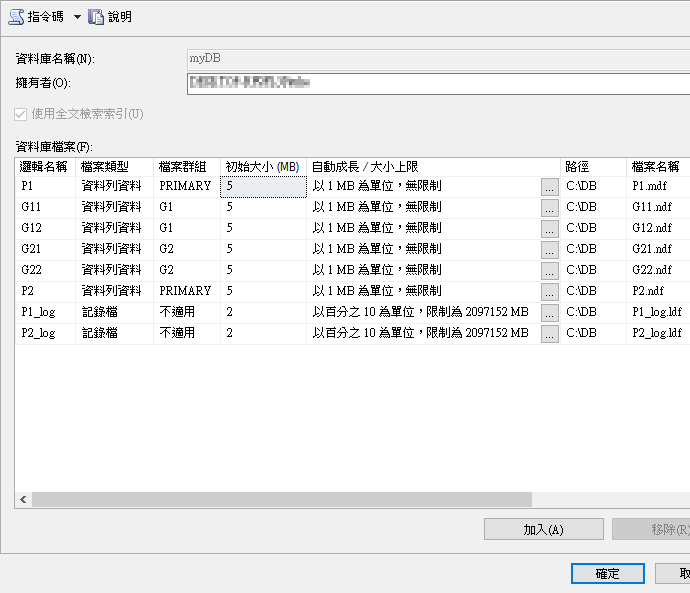 指令碼 說明
資料庫名稱(N): myDB
擁有者(O):
使用全文檢索索引(U)
資料庫檔案(F):
邏輯名稱 檔案類型 檔案群組 初始大小 (MB) 自動成長 / 大小上限 路徑 檔案名稱
P1 資料列資料 PRIMARY 5 以 1 MB 為單位，無限制 ... C:\DB P1.mdf
G11 資料列資料 G1 5 以 1 MB 為單位，無限制 ... C:\DB G11.ndf
G12 資料列資料 G1 5 以 1 MB 為單位，無限制 ... C:\DB G12.ndf
G21 資料列資料 G2 5 以 1 MB 為單位，無限制 ... C:\DB G21.ndf
G22 資料列資料 G2 5 以 1 MB 為單位，無限制 ... C:\DB G22.ndf
P2 資料列資料 PRIMARY 5 以 1 MB 為單位，無限制 ... C:\DB P2.ndf
P1_log 記錄檔 不適用 2 以百分之 10 為單位，限制為 2097152 MB ... C:\DB P1_log.ldf
P2_log 記錄檔 不適用 2 以百分之 10 為單位，限制為 2097152 MB ... C:\DB P2_log.ldf
加入(A) 移除(R)
確定 取